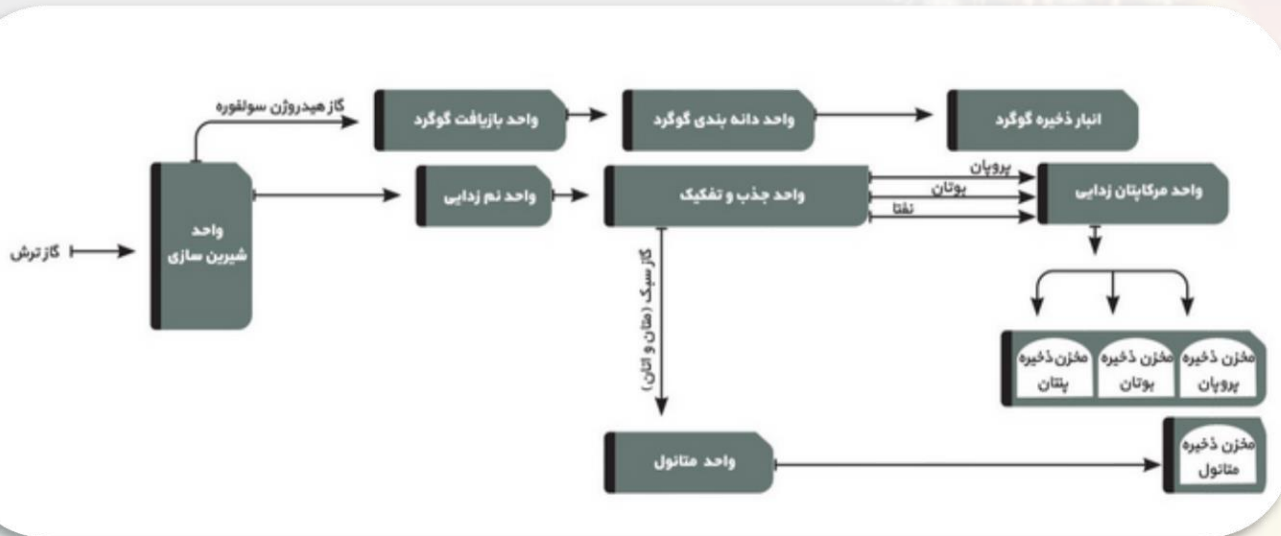 گاز هیدروژن سولفوره
واحد بازیافت گوگرد
واحد دانه بندی گوگرد
انبار ذخیره گوگرد
گاز ترش
واحد
شیرین سازی
واحد نم زدایی
واحد جذب و تفکیک
پروپان
بوتان
نفتا
واحد مرکاپتان زدایی
گاز سبک (متان و اتان)
مخزن ذخیره
پنتان
مخزن ذخیره
بوتان
مخزن ذخیره
پروپان
واحد متانول
مخزن ذخیره
متانول